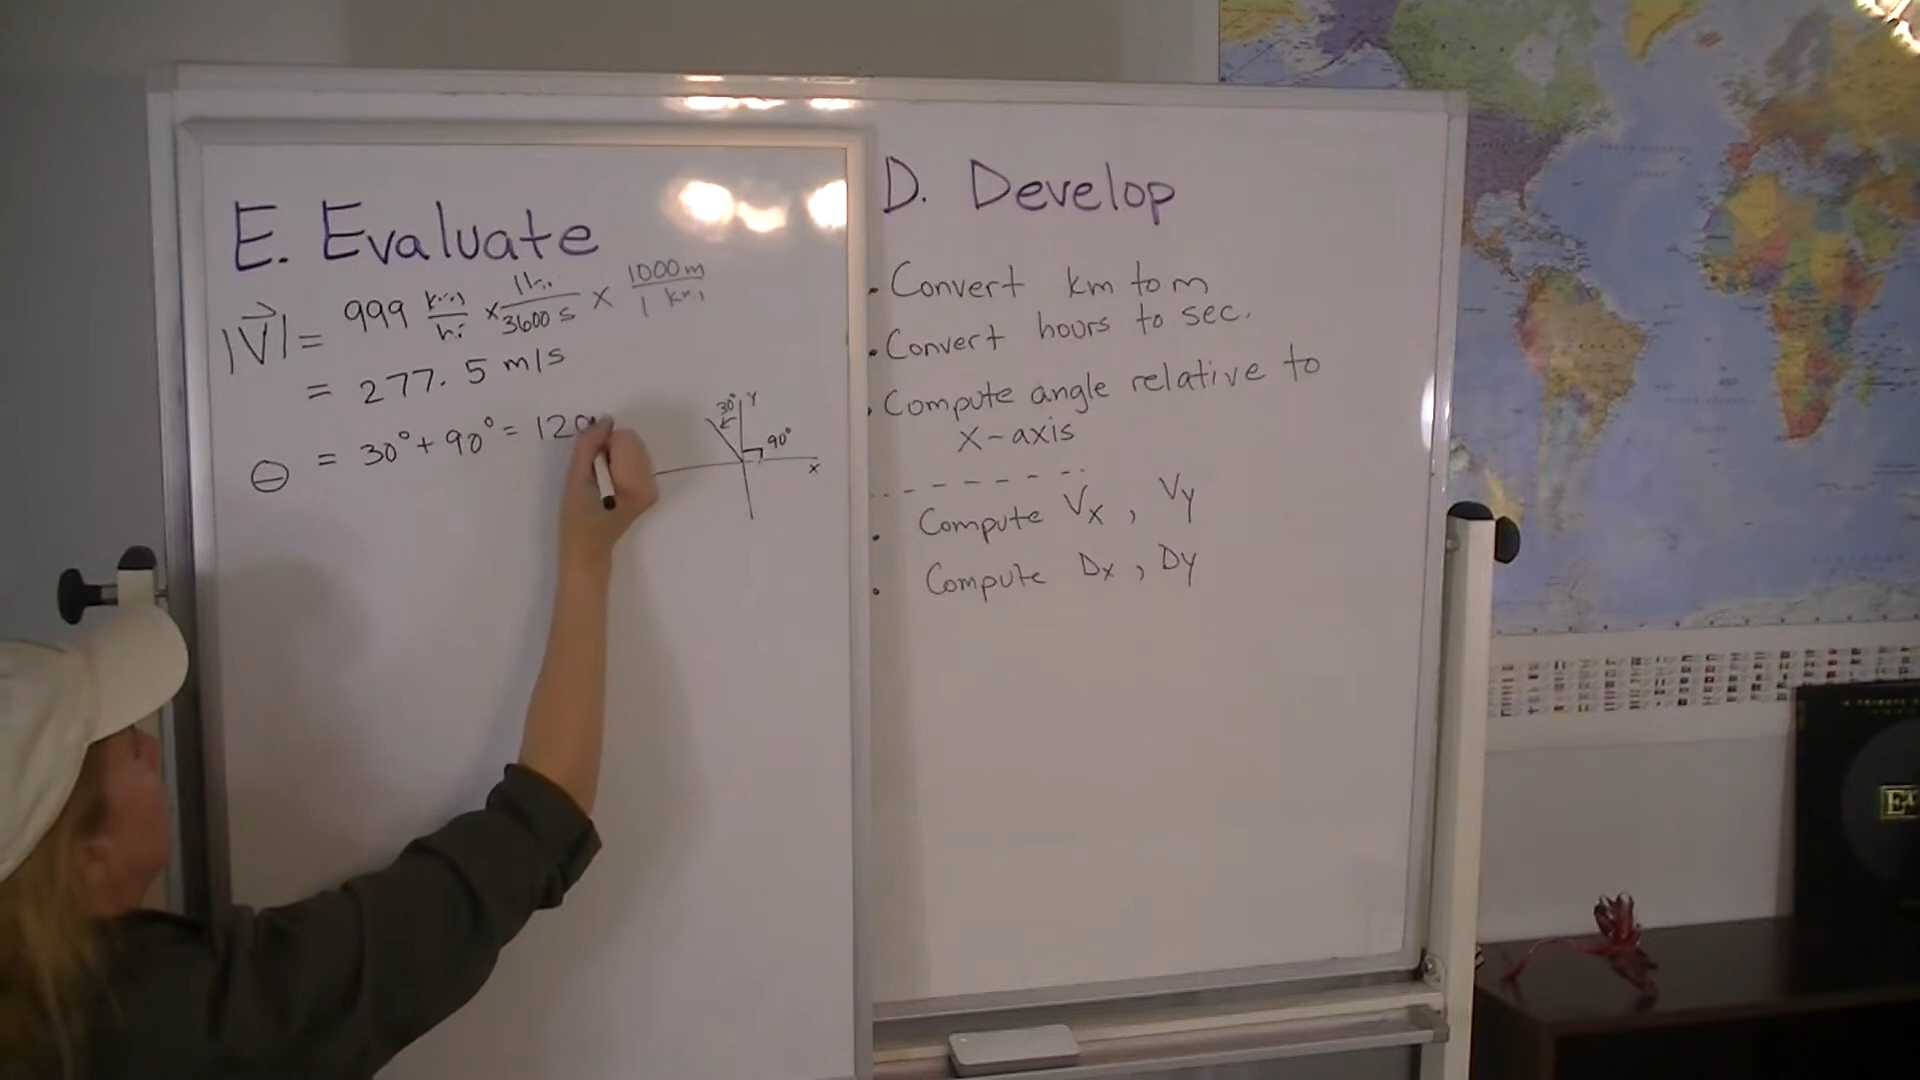 E. Evaluate
|V| = 999 km/hr × 1hr/3600 s × 1000 m/1 km
= 277.5 m/s
θ = 30° + 90° = 120
30° Y
90°
x
D. Develop
. Convert km to m
. Convert hours to sec.
. Compute angle relative to
X-axis
. Compute Vx, Vy
. Compute Dx, Dy